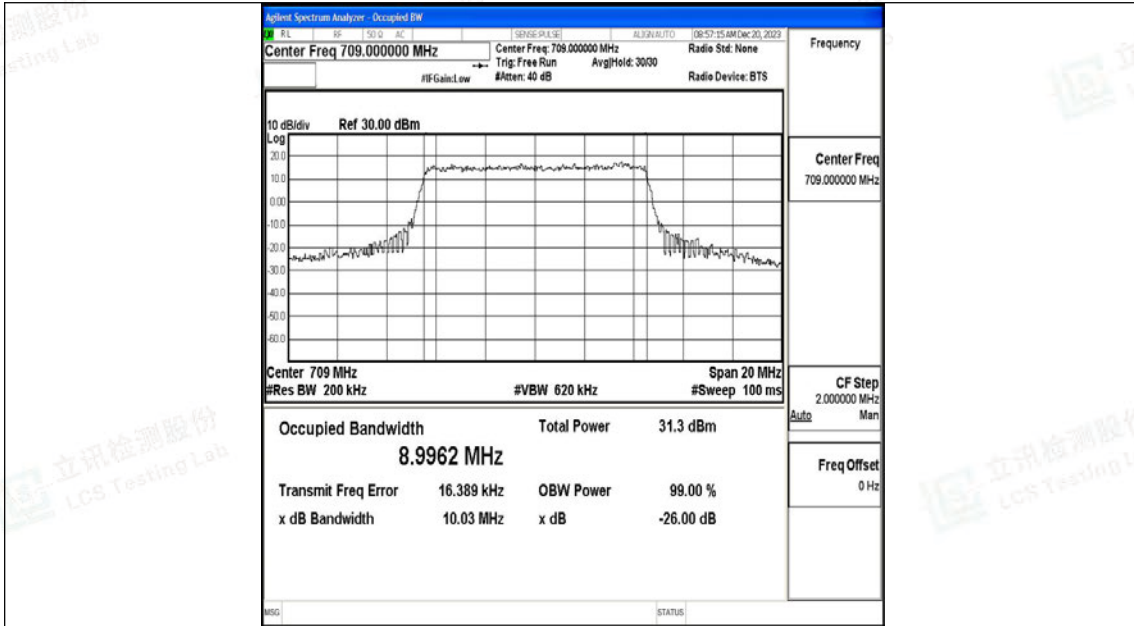 Agilent Spectrum Analyzer - Occupied BW
RL RF 50 Ω AC SENSE:PULSE ALIGNAUTO 08:57:15 AM Dec 20, 2023
Center Freq 709.000000 MHz
Center Freq: 709.000000 MHz
Radio Std: None
Trig: Free Run Avg|Hold: 30/30
#IFGain:Low
#Atten: 40 dB
Radio Device: BTS
Frequency
10 dB/div Ref 30.00 dBm
Log
20.0
10.0
0.00
-10.0
-20.0
-30.0
-40.0
-50.0
-60.0
Center 709 MHz
Span 20 MHz
#Res BW 200 kHz
#VBW 620 kHz
#Sweep 100 ms
Center Freq
709.000000 MHz
CF Step
2.000000 MHz
Auto Man
Freq Offset
0 Hz
Occupied Bandwidth
Total Power 31.3 dBm
8.9962 MHz
Transmit Freq Error 16.389 kHz OBW Power 99.00 %
x dB Bandwidth 10.03 MHz x dB -26.00 dB
MSG
STATUS
立讯检测股份
LCS Testing Lab
立讯检测股份
LCS Testing